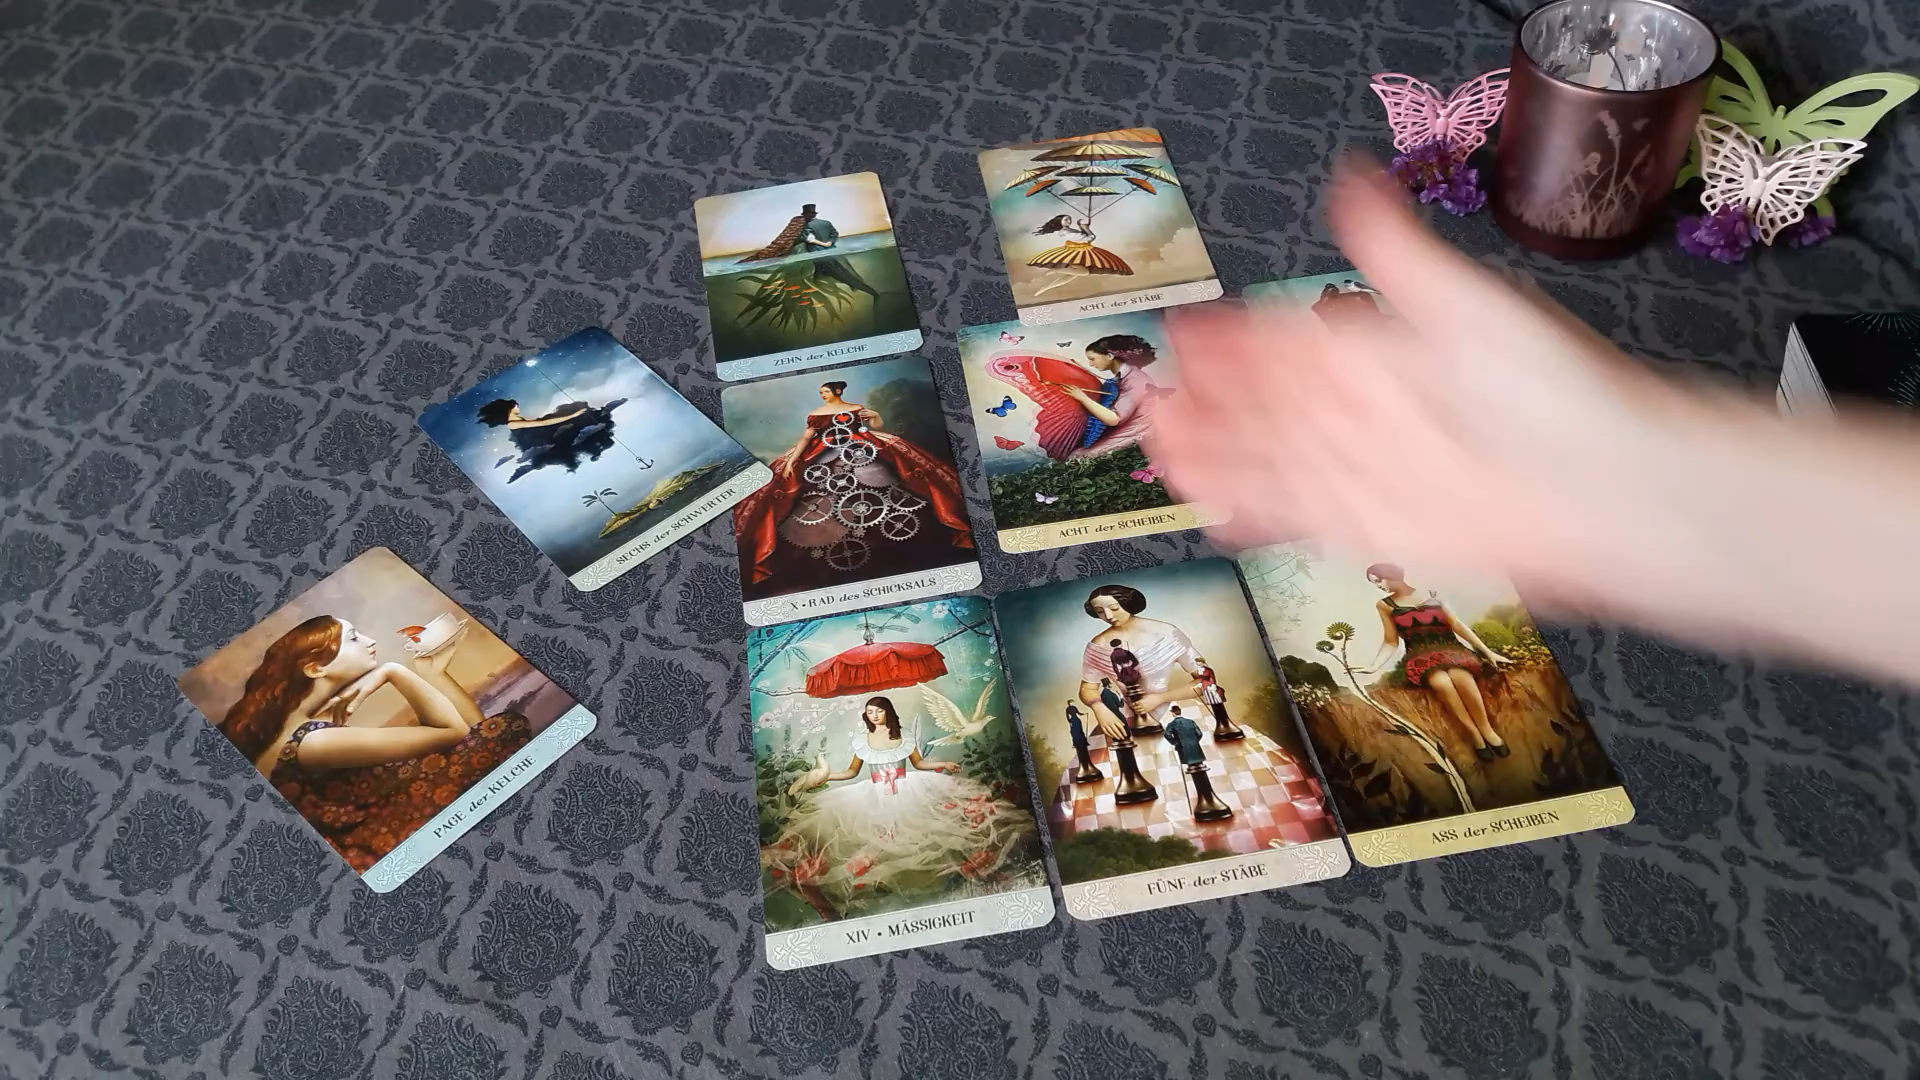 ACHT der STÄBE
ZEHN der KELCHE
SECHS der SCHWERTER
ACHT der SCHEIBEN
X • RAD des SCHICKSALS
PAGE der KELCHE
ASS der SCHEIBEN
FÜNF der STÄBE
XIV • MÄSSIGKEIT